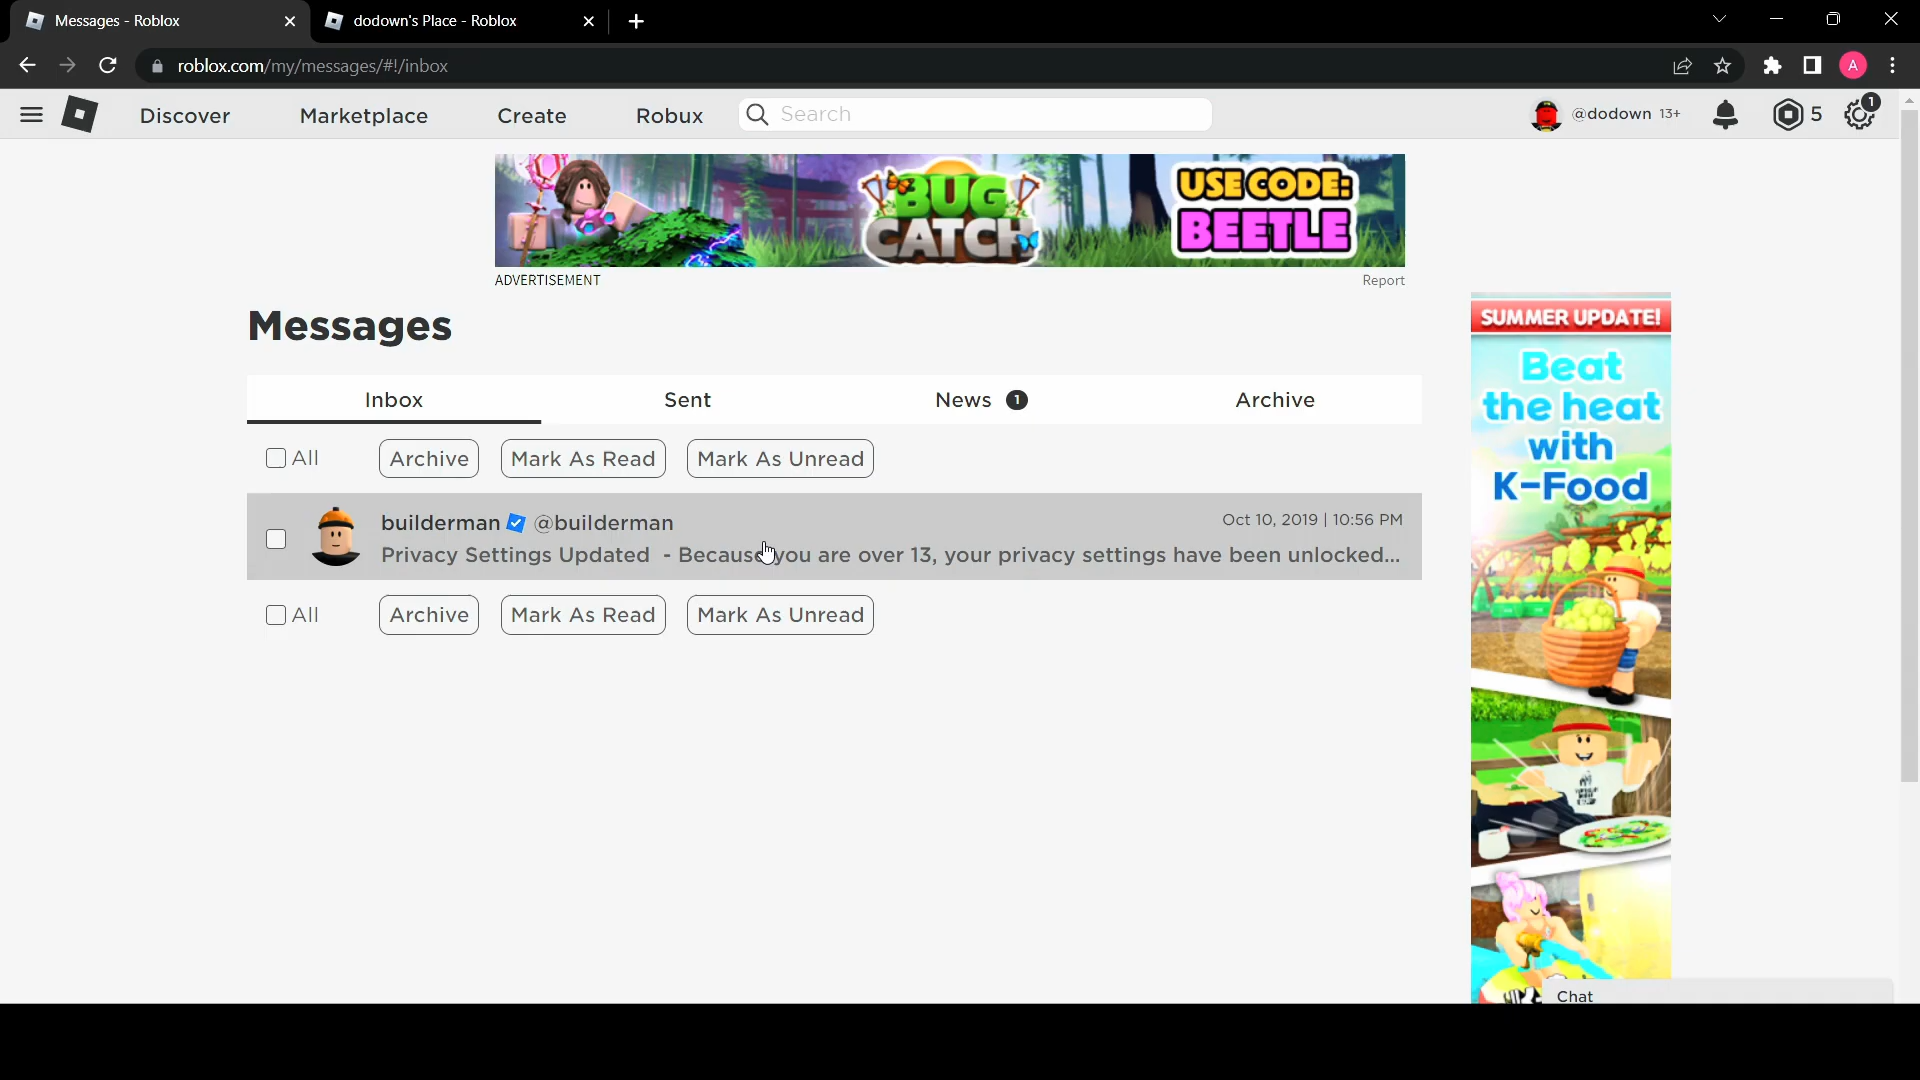 Messages - Roblox
dodown's Place - Roblox
roblox.com/my/messages/#!/inbox
A
Discover
Marketplace
Create
Robux
Search
@dodown 13+
5
1
BUG CATCH
USE CODE:
BEETLE
ADVERTISEMENT
Report
Messages
Inbox
Sent
News 1
Archive
All
Archive
Mark As Read
Mark As Unread
builderman @builderman
Oct 10, 2019 | 10:56 PM
Privacy Settings Updated - Because you are over 13, your privacy settings have been unlocked...
All
Archive
Mark As Read
Mark As Unread
SUMMER UPDATE!
Beat
the heat
with
K-Food
Chat